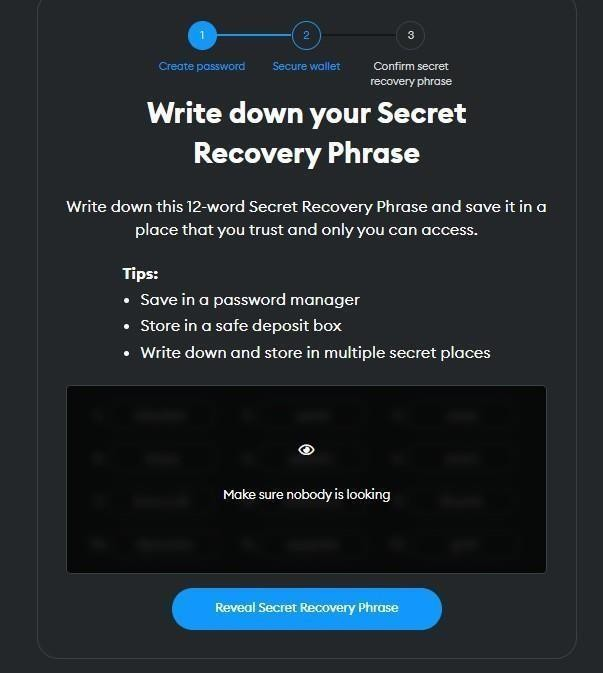 1 2 3
Create password Secure wallet Confirm secret
recovery phrase
Write down your Secret
Recovery Phrase
Write down this 12-word Secret Recovery Phrase and save it in a
place that you trust and only you can access.
Tips:
• Save in a password manager
• Store in a safe deposit box
• Write down and store in multiple secret places
Make sure nobody is looking
Reveal Secret Recovery Phrase